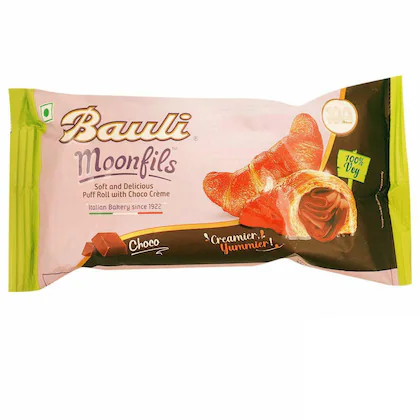 Bauli
Moonfils
Soft and Delicious
Puff Roll with Choco Crème
Italian Bakery since 1922
Choco
Creamier,
Yummier!
100%
Veg
100